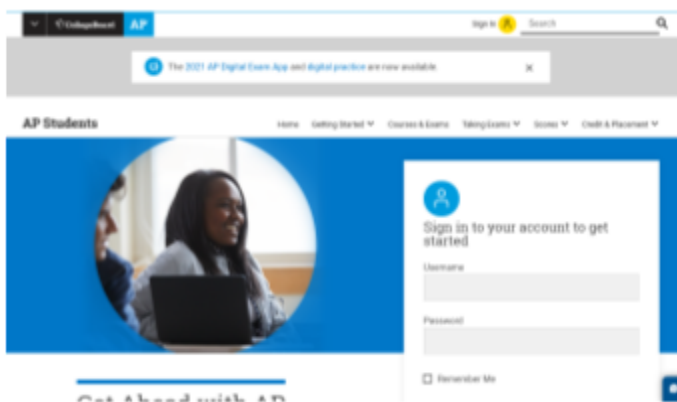 CollegeBoard AP Sign In Search
The 2021 AP Digital Exam App and digital practice are now available.
AP Students
Home Getting Started Courses & Exams Taking Exams Scores Credit & Placement
Sign in to your account to get
started
Username
Password
Remember Me
Get Ahead with AP